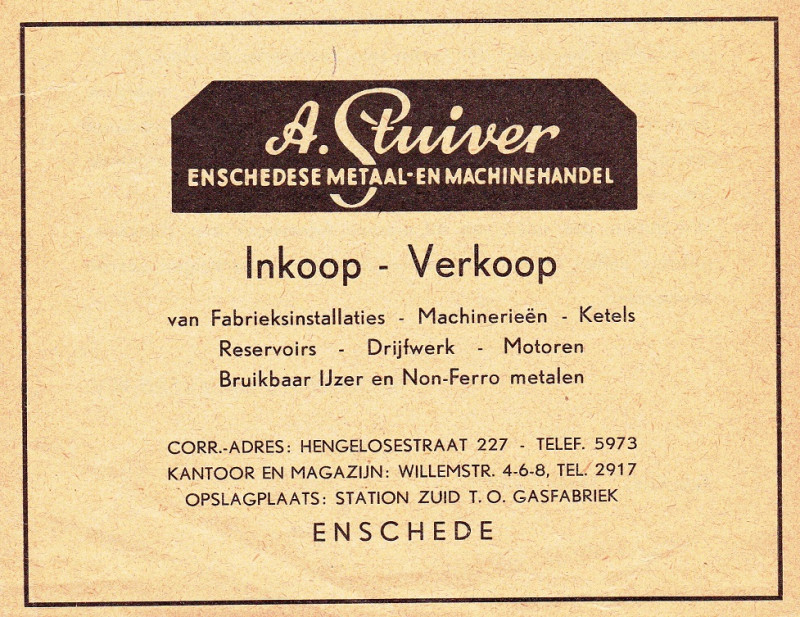 A. Stuiver
ENSCHEDESE METAAL-EN MACHINEHANDEL
Inkoop - Verkoop
van Fabrieksinstallaties - Machinerieën - Ketels
Reservoirs - Drijfwerk - Motoren
Bruikbaar IJzer en Non-Ferro metalen
CORR.-ADRES: HENGELOSESTRAAT 227 - TELEF. 5973
KANTOOR EN MAGAZIJN: WILLEMSTR. 4-6-8, TEL. 2917
OPSLAGPLAATS: STATION ZUID T. O. GASFABRIEK
ENSCHEDE